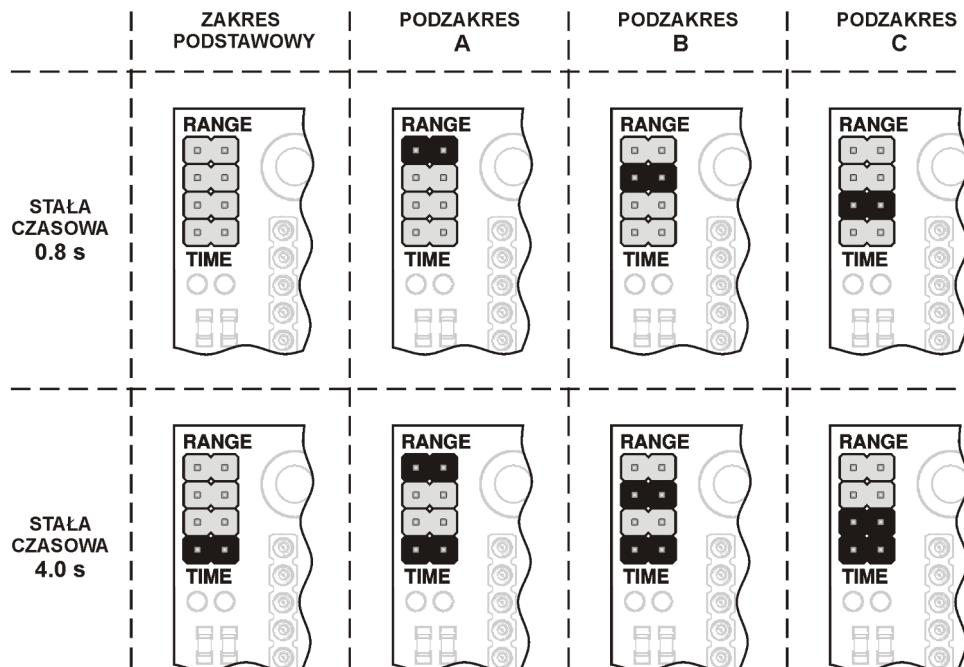 ZAKRES
PODSTAWOWY
PODZAKRES
A
PODZAKRES
B
PODZAKRES
C
STAŁA
CZASOWA
0.8 s
RANGE
TIME
RANGE
TIME
RANGE
TIME
RANGE
TIME
STAŁA
CZASOWA
4.0 s
RANGE
TIME
RANGE
TIME
RANGE
TIME
RANGE
TIME